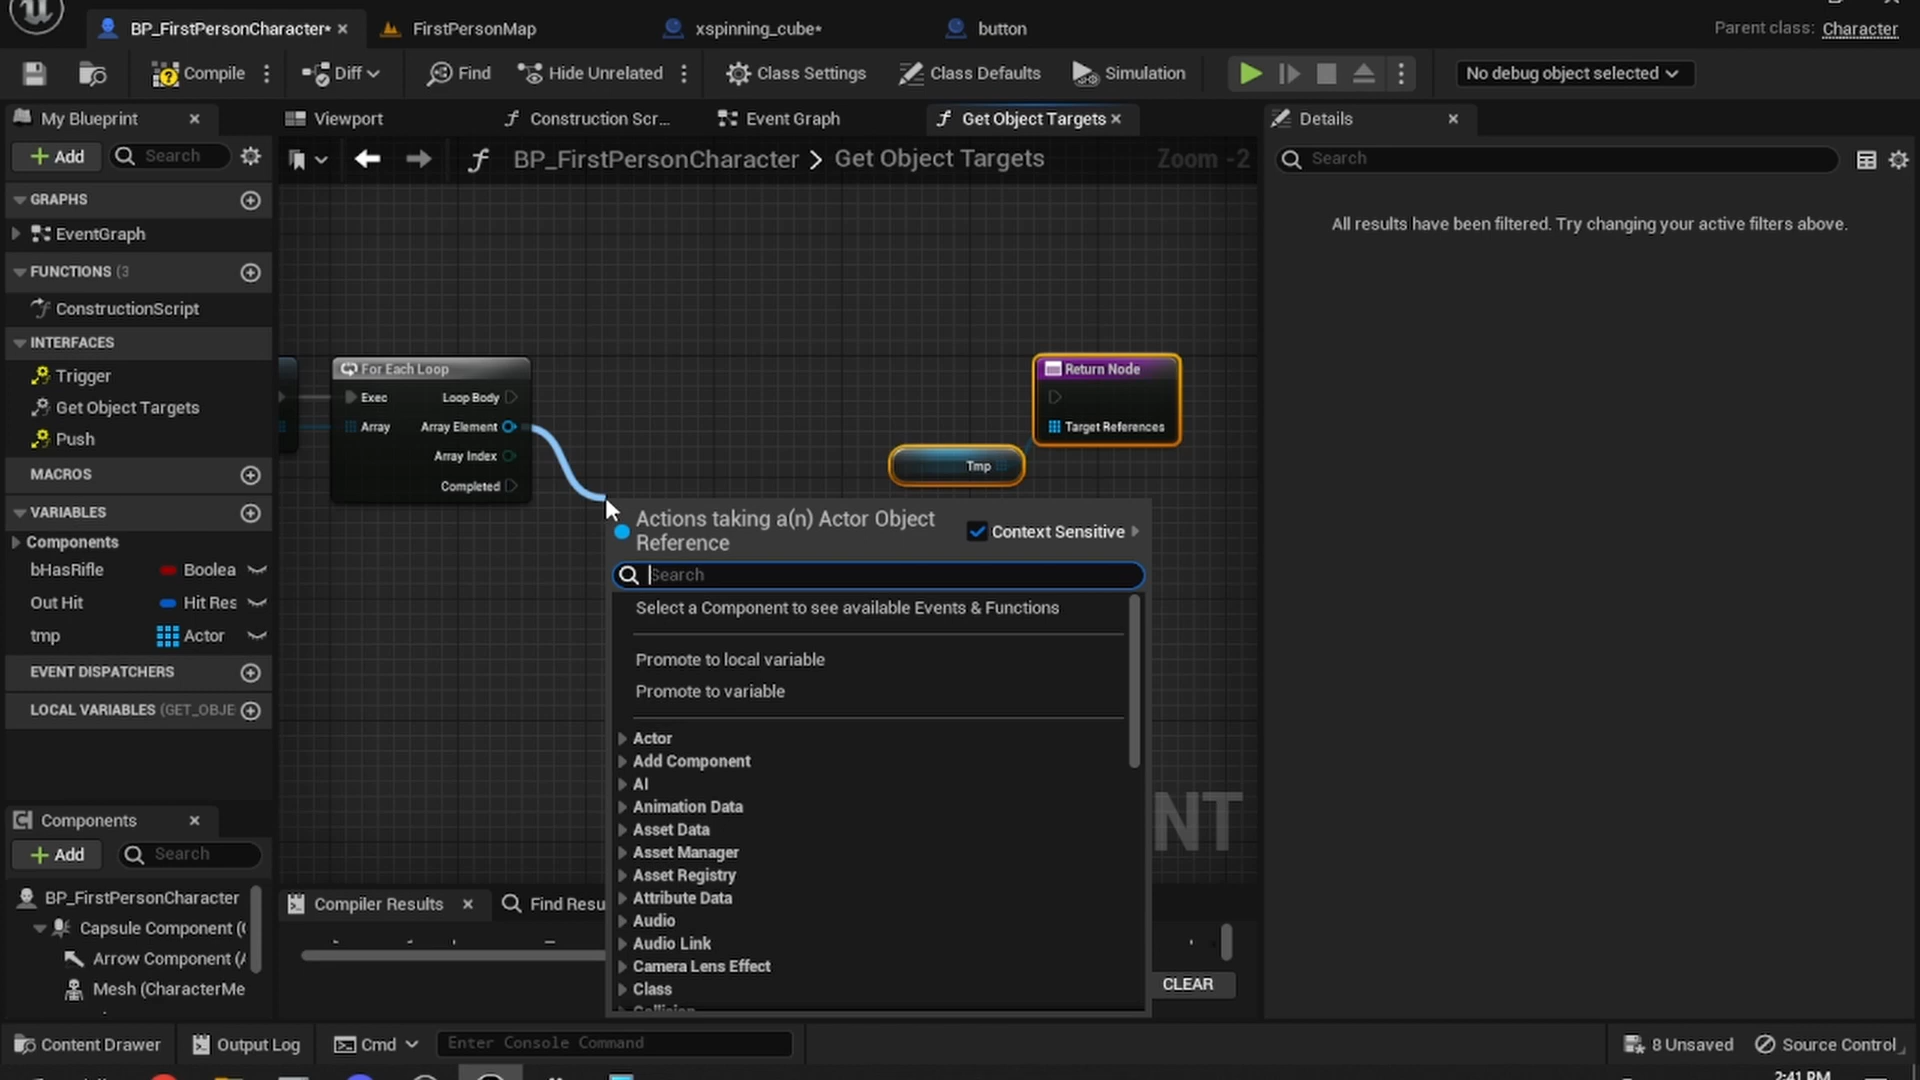 BP_FirstPersonCharacter*
FirstPersonMap
xspinning_cube*
button
Parent class: Character
Compile
Diff
Find
Hide Unrelated
Class Settings
Class Defaults
Simulation
No debug object selected
My Blueprint
Viewport
Construction Scr...
Event Graph
Get Object Targets
Details
Add
Search
BP_FirstPersonCharacter > Get Object Targets
Zoom -2
Search
GRAPHS
EventGraph
All results have been filtered. Try changing your active filters above.
FUNCTIONS (3
ConstructionScript
INTERFACES
Trigger
Get Object Targets
Push
MACROS
VARIABLES
Components
bHasRifle Boolea
Out Hit Hit Res
tmp Actor
EVENT DISPATCHERS
LOCAL VARIABLES (GET_OBJE
For Each Loop
Exec Loop Body
Array Array Element
Array Index
Completed
Return Node
Target References
Tmp
Actions taking a(n) Actor Object
Reference
Context Sensitive
Search
Select a Component to see available Events & Functions
Promote to local variable
Promote to variable
Actor
Add Component
AI
Animation Data
Asset Data
Asset Manager
Asset Registry
Attribute Data
Audio
Audio Link
Camera Lens Effect
Class
Collision
NT
Components
Add
Search
BP_FirstPersonCharacter
Capsule Component (
Arrow Component (
Mesh (CharacterMe
Compiler Results
Find Resu
CLEAR
Content Drawer
Output Log
Cmd
Enter Console Command
8 Unsaved
Source Control
2:41 PM